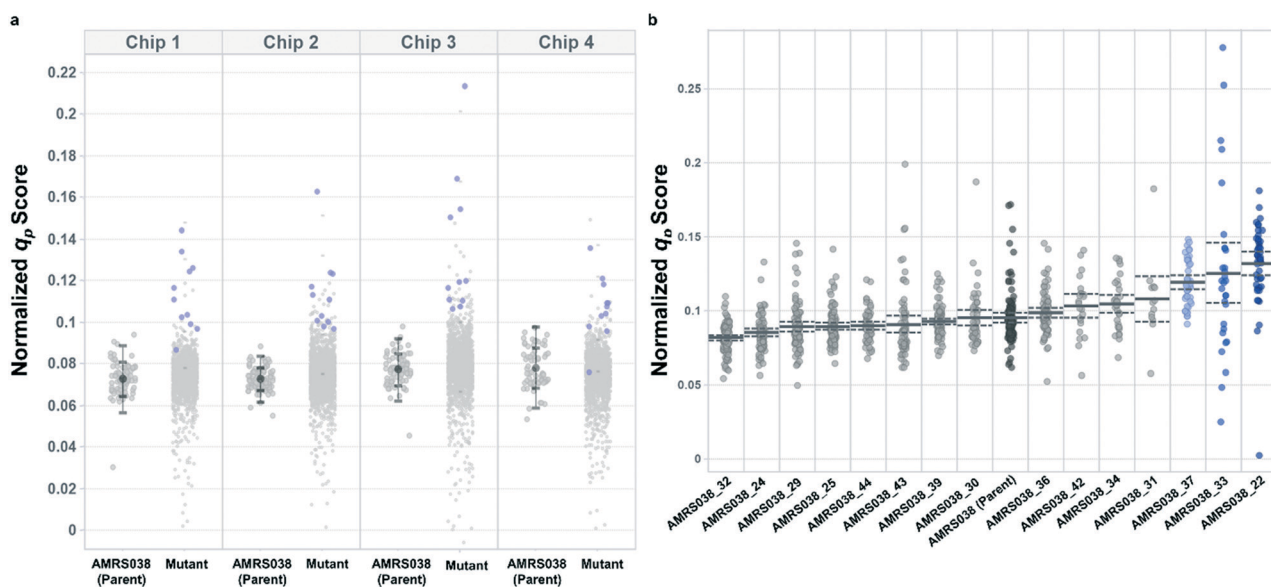 a
Chip 1 Chip 2 Chip 3 Chip 4
Normalized qp Score
0.22
0.2
0.18
0.16
0.14
0.12
0.1
0.08
0.06
0.04
0.02
0
AMRS038 Mutant AMRS038 Mutant AMRS038 Mutant AMRS038 Mutant
(Parent) (Parent) (Parent) (Parent)
b
Normalized qp Score
0.25
0.2
0.15
0.1
0.05
0
AMRS038_32
AMRS038_24
AMRS038_29
AMRS038_25
AMRS038_44
AMRS038_43
AMRS038_39
AMRS038_30
AMRS038 (Parent)
AMRS038_36
AMRS038_42
AMRS038_34
AMRS038_31
AMRS038_37
AMRS038_33
AMRS038_22